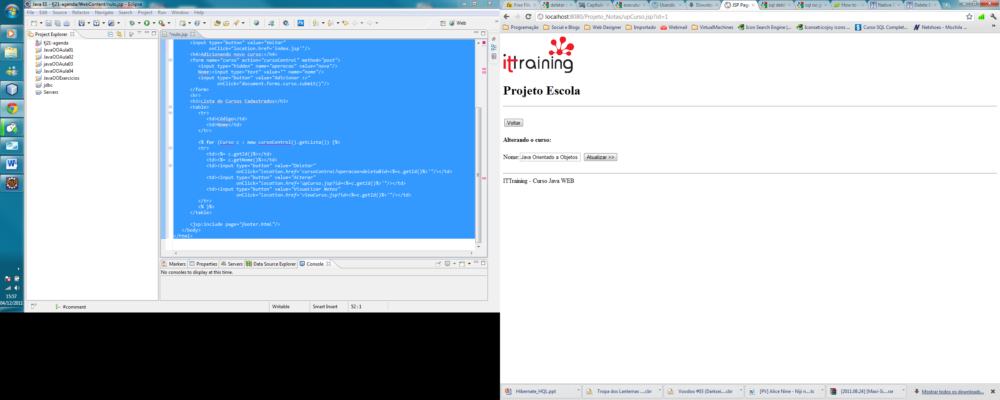 Java EE - fj21-agenda/WebContent/nulo.jsp - Eclipse
File Edit Source Refactor Navigate Search Project Run Window Help
Web
Project Explorer
fj21-agenda
JavaOOAula01
JavaOOAula02
javaOOAula03
JavaOOAula04
JavaOOExercicios
jdbc
Servers
*nulo.jsp
<input type="button" value="Voltar"
onClick="location.href='index.jsp'"/>
<h4>Adicionando novo curso:</h4>
<form name="curso" action="cursoControl" method="post">
<input type="hidden" name="operacao" value="novo"/>
Nome:<input type="text" value="" name="nome"/>
<input type="button" value="Adicionar >>"
onClick="document.forms.curso.submit()"/>
</form>
<hr>
<h3>Lista de Cursos Cadastrados</h3>
<table>
<tr>
<td>Código</td>
<td>Nome</td>
</tr>
<% for (Curso c : new cursoControl().getLista()) {%>
<tr>
<td><%= c.getId()%></td>
<td><%= c.getNome()%></td>
<td><input type="button" value="Deletar"
onClick="location.href='cursoControl?operacao=deleta&id=<%=c.getId()%>'"/></td>
<td><input type="button" value="Alterar"
onClick="location.href='upCurso.jsp?id=<%=c.getId()%>'"/></td>
<td><input type="button" value="Visualizar Notas"
onClick="location.href='viewCurso.jsp?id=<%=c.getId()%>'"/></td>
</tr>
<% }%>
</table>
<jsp:include page="footer.html"/>
</body>
</html>
Markers Properties Servers Data Source Explorer Console
No consoles to display at this time.
#comment Writable Smart Insert 52 : 1
15:57
04/12/2011
Java EE
IDE
Free File deletar c jboss.org Capítulo executar Usando Downloa JSP Page sql delet sql no jp How to Native Q Delete E
localhost:8080/Projeto_Notas/upCurso.jsp?id=1
Programação Social e Blogs Web Designer Importado Webmail VirtualMachines Icon Search Engine |... Iconset:icojoy icons ... Curso SQL Complet... Netshoes - Mochila ...
ittraining
Projeto Escola
Voltar
Alterando o curso:
Nome: Java Orientado a Objetos Atualizar >>
ITTraining - Curso Java WEB
Hibernate_HQL.ppt Tropa dos Lanternas ....cbr Voodoo #03 (Darksei....cbr [PV] Alice Nine - Niji n....ts [2011.08.24] [Maxi-Si....rar Mostrar todos os downloads...